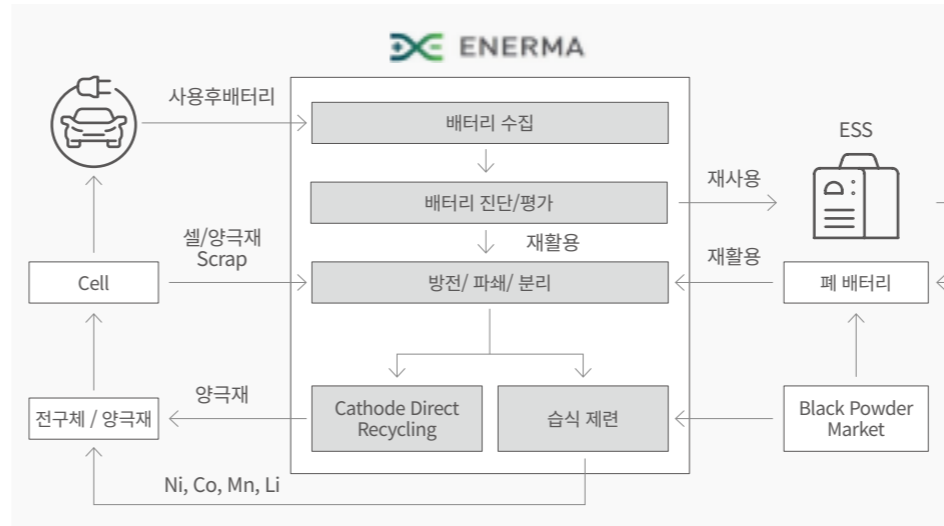 ENERMA
사용후배터리
배터리 수집
ESS
배터리 진단/평가
재사용
셀/양극재
Scrap
재활용
재활용
Cell
방전/ 파쇄/ 분리
폐 배터리
양극재
전구체 / 양극재
Cathode Direct
Recycling
습식 제련
Black Powder
Market
Ni, Co, Mn, Li